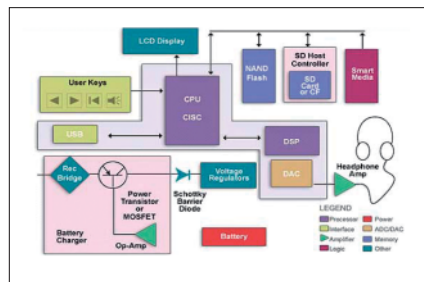 LCD Display
User Keys
CPU
CISC
NAND
Flash
SD Host
Controller
SD
Card
or CF
Smart
Media
USB
DSP
DAC
Headphone
Amp
Rec
Bridge
Power
Transistor
or
MOSFET
Schottky
Barrier
Diode
Voltage
Regulators
Battery
Charger
Op-Amp
Battery
LEGEND
Processor
Interface
Amplifier
Logic
Power
ADC/DAC
Memory
Other